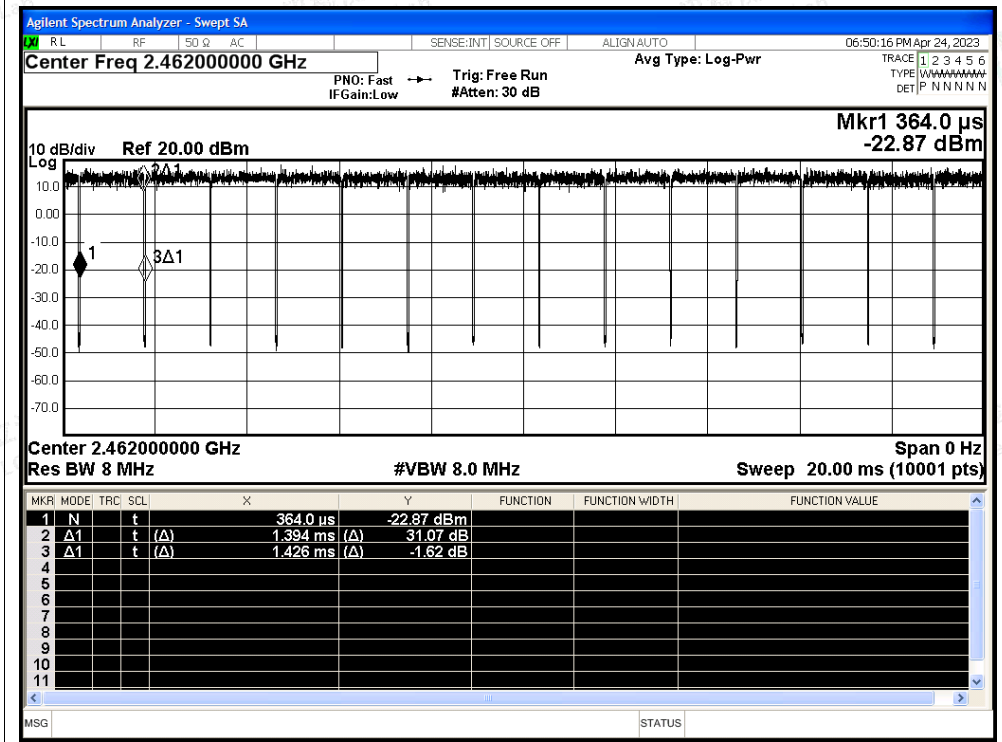 Agilent Spectrum Analyzer - Swept SA
LXI RL RF 50 Ω AC SENSE:INT SOURCE OFF ALIGN AUTO 06:50:16 PM Apr 24, 2023
Center Freq 2.462000000 GHz
PNO: Fast
IFGain:Low
Trig: Free Run
#Atten: 30 dB
Avg Type: Log-Pwr
TRACE 1 2 3 4 5 6
TYPE WWWWWW
DET P N N N N N
Mkr1 364.0 µs
-22.87 dBm
10 dB/div Ref 20.00 dBm
Log
2Δ1
10.0
0.00
-10.0
1
3Δ1
-20.0
-30.0
-40.0
-50.0
-60.0
-70.0
Center 2.462000000 GHz Span 0 Hz
Res BW 8 MHz #VBW 8.0 MHz Sweep 20.00 ms (10001 pts)
MKR MODE TRC SCL X Y FUNCTION FUNCTION WIDTH FUNCTION VALUE
1 N t 364.0 µs -22.87 dBm
2 Δ1 t (Δ) 1.394 ms (Δ) 31.07 dB
3 Δ1 t (Δ) 1.426 ms (Δ) -1.62 dB
4
5
6
7
8
9
10
11
MSG STATUS